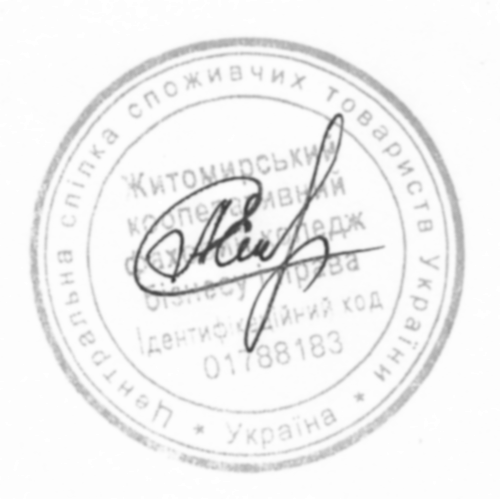 Центральна спілка споживчих товариств України
* Україна *
Житомирський
кооперативний
фаховий коледж
бізнесу і права
Ідентифікаційний код
01788183